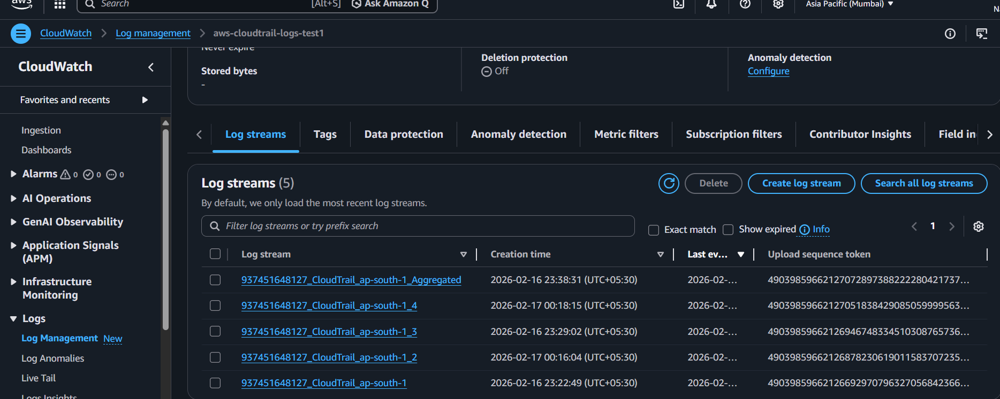 aws
Search
[Alt+S]
Ask Amazon Q
Asia Pacific (Mumbai)
CloudWatch
Log management
aws-cloudtrail-logs-test1
CloudWatch
Favorites and recents
Ingestion
Dashboards
Alarms 0 0 0
AI Operations
GenAI Observability
Application Signals
(APM)
Infrastructure
Monitoring
Logs
Log Management New
Log Anomalies
Live Tail
Logs Insights
Never expire
Stored bytes
-
Deletion protection
Off
Anomaly detection
Configure
Log streams
Tags
Data protection
Anomaly detection
Metric filters
Subscription filters
Contributor Insights
Field in
Log streams (5)
Delete
Create log stream
Search all log streams
By default, we only load the most recent log streams.
Filter log streams or try prefix search
Exact match
Show expired
Info
1
Log stream Creation time Last ev... Upload sequence token
937451648127_CloudTrail_ap-south-1_Aggregated 2026-02-16 23:38:31 (UTC+05:30) 2026-02-... 49039859662127072897388222280421737...
937451648127_CloudTrail_ap-south-1_4 2026-02-17 00:18:15 (UTC+05:30) 2026-02-... 49039859662127051838429085059999563...
937451648127_CloudTrail_ap-south-1_3 2026-02-16 23:29:02 (UTC+05:30) 2026-02-... 49039859662126946748334510308765736...
937451648127_CloudTrail_ap-south-1_2 2026-02-17 00:16:04 (UTC+05:30) 2026-02-... 49039859662126878230619011583707235...
937451648127_CloudTrail_ap-south-1 2026-02-16 23:22:49 (UTC+05:30) 2026-02-... 49039859662126692970796327056842366...